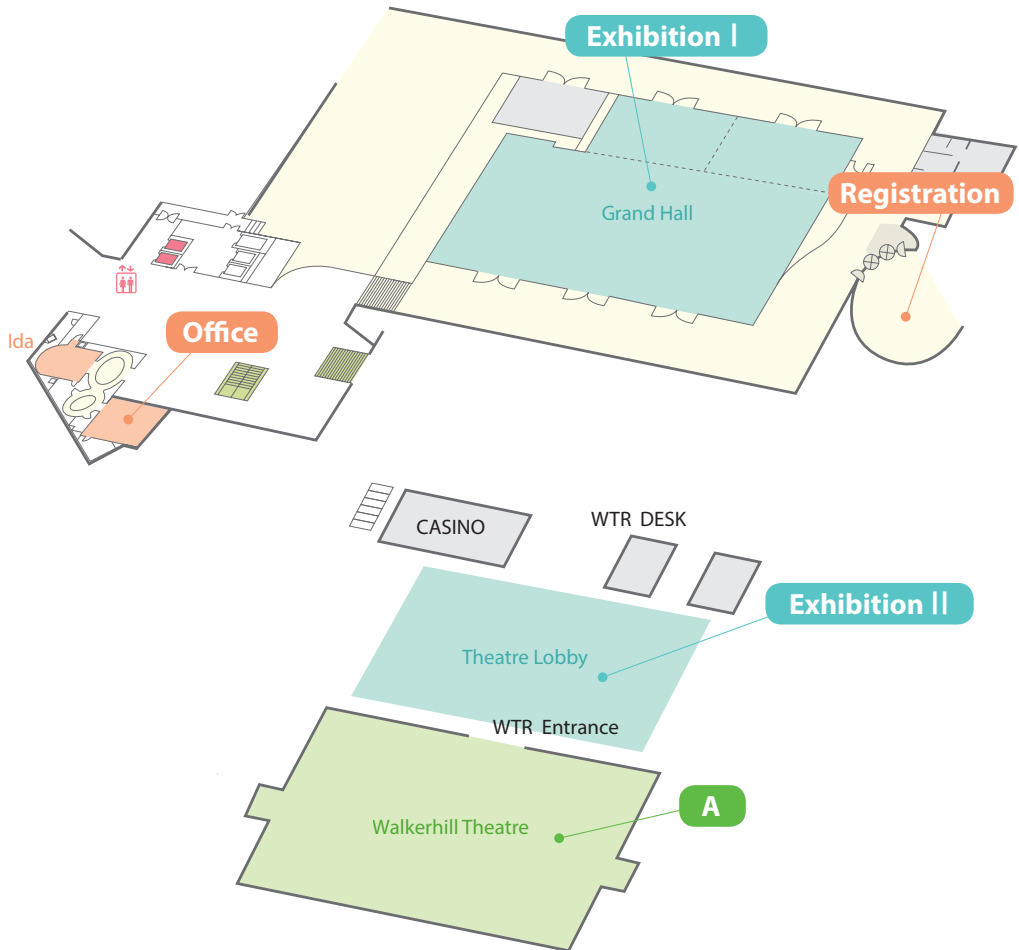 Exhibition I
Grand Hall
Registration
Ida
Office
CASINO
WTR DESK
Exhibition II
Theatre Lobby
WTR Entrance
A
Walkerhill Theatre